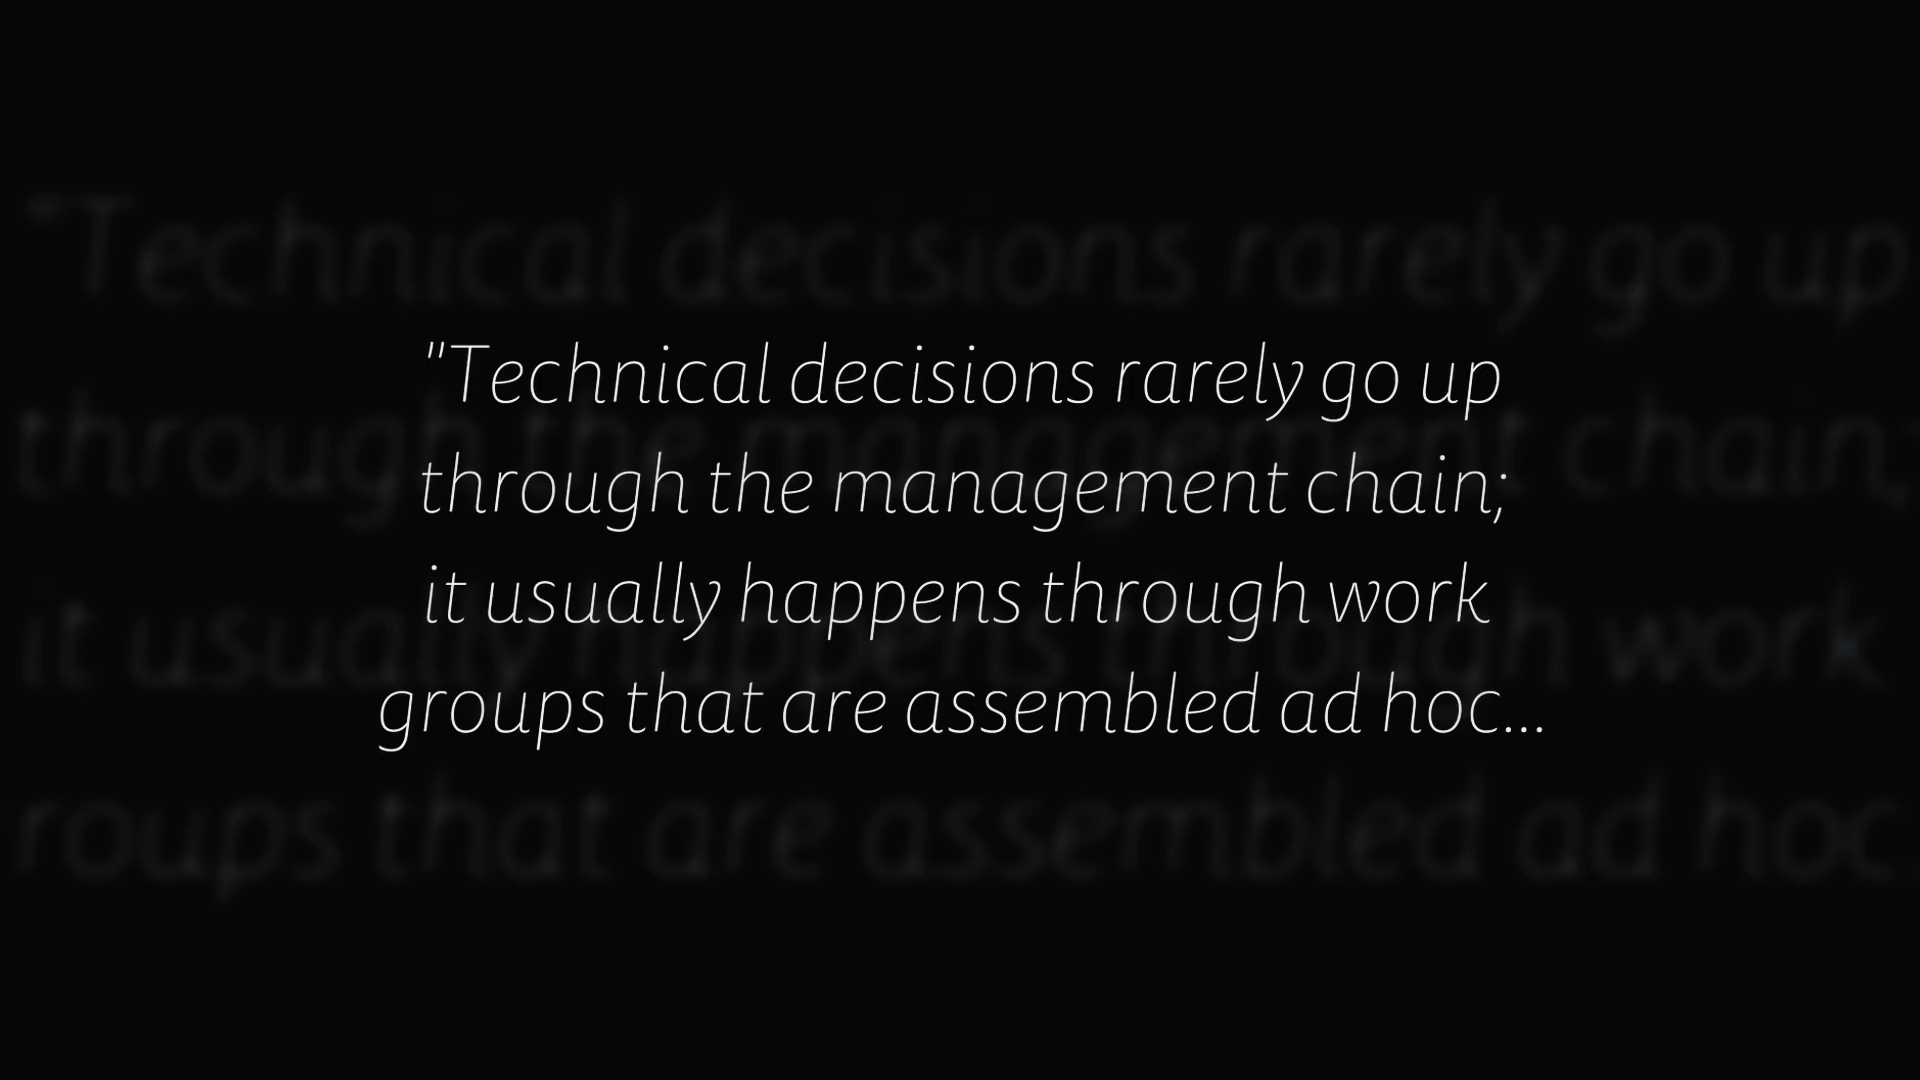 "Technical decisions rarely go up
through the management chain;
it usually happens through work
groups that are assembled ad hoc...